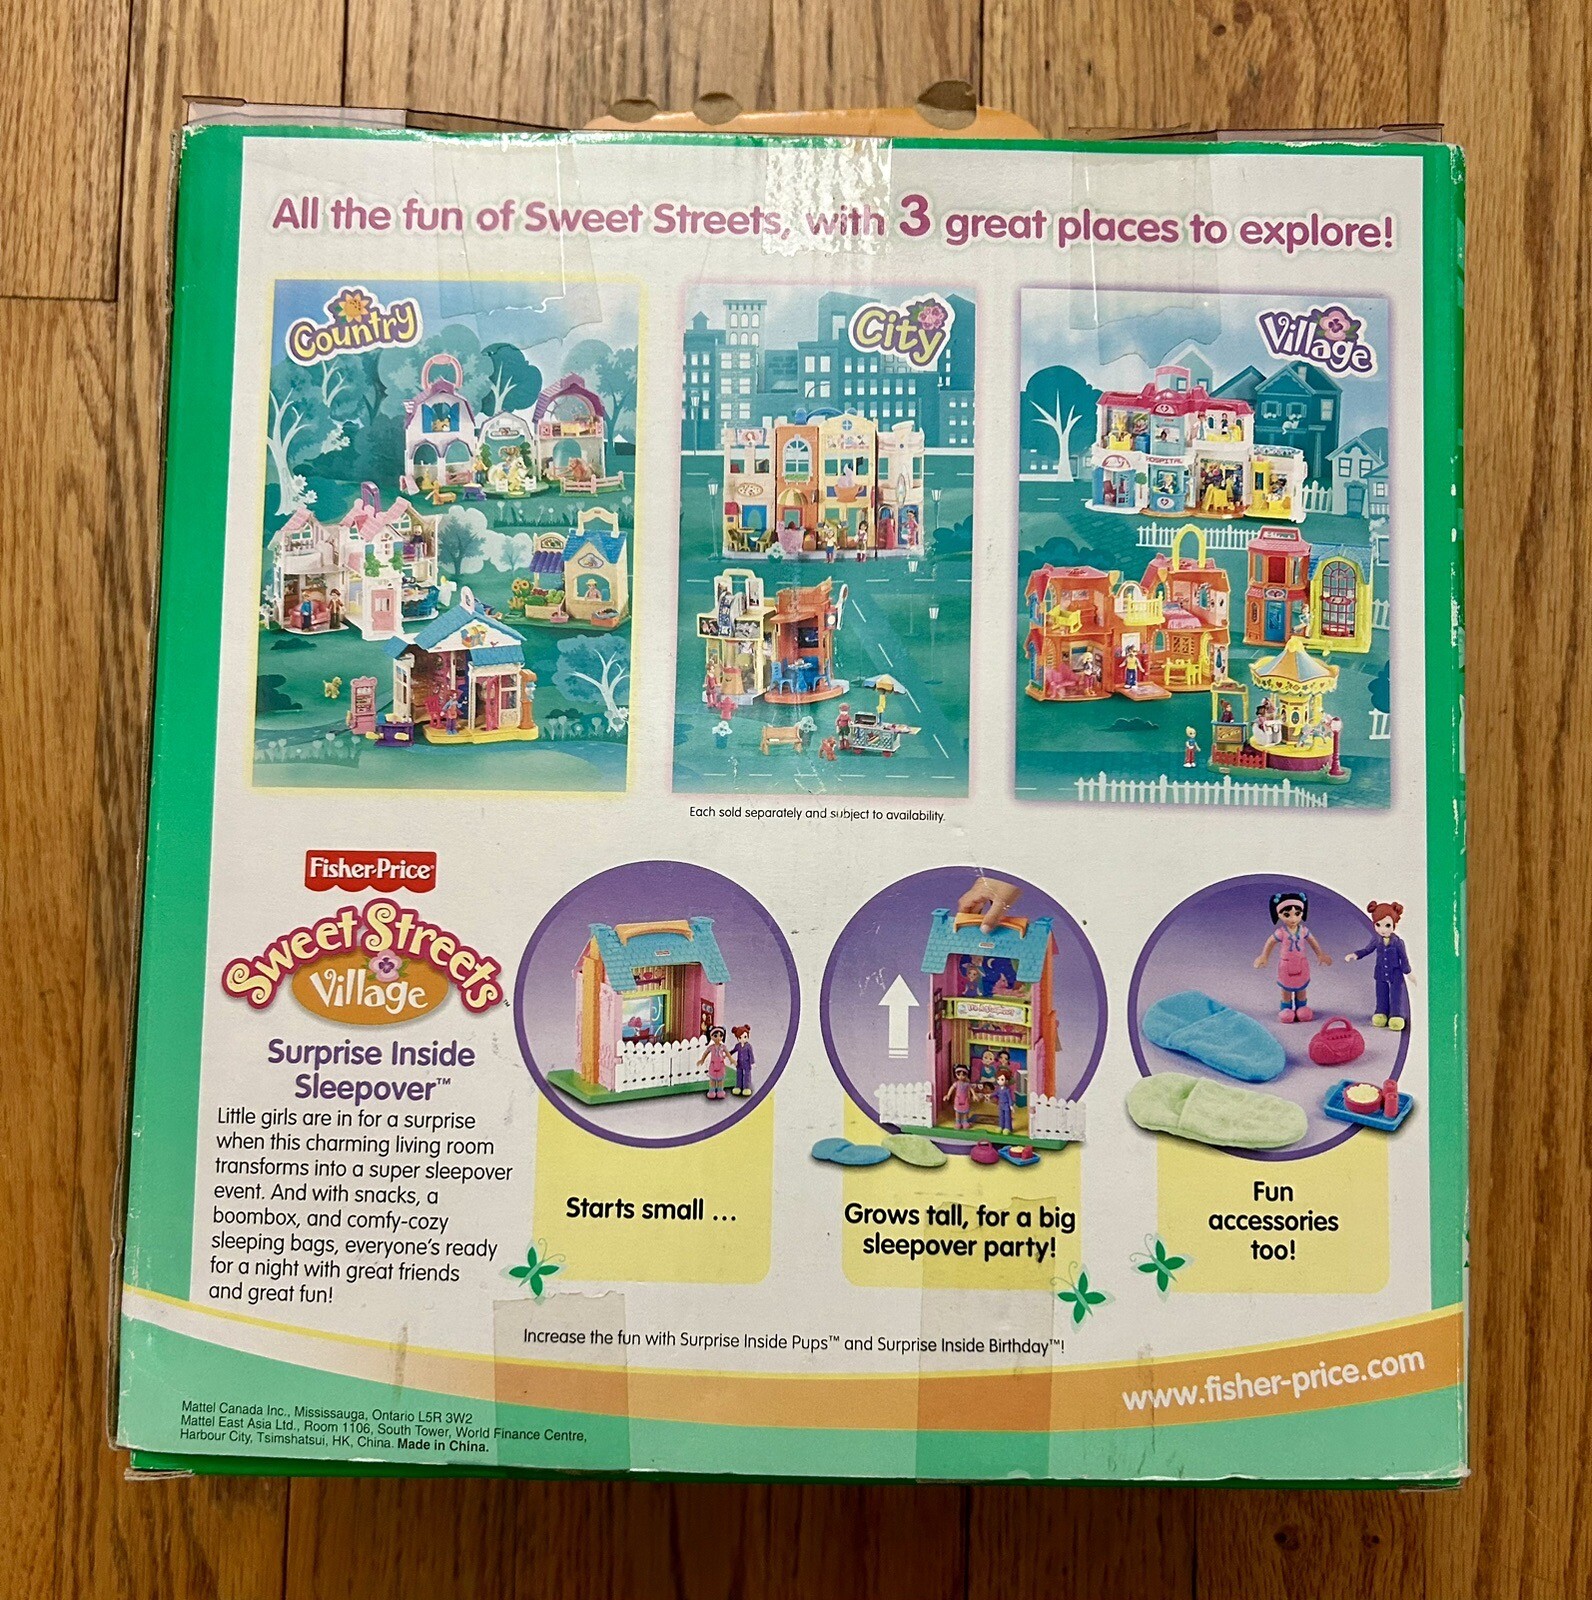 All the fun of Sweet Streets, with 3 great places to explore!
Country
City
Village
HOSPITAL
Each sold separately and subject to availability.
Fisher-Price
Sweet Streets™
Village
Surprise Inside
Sleepover™
Little girls are in for a surprise
when this charming living room
transforms into a super sleepover
event. And with snacks, a
boombox, and comfy-cozy
sleeping bags, everyone's ready
for a night with great friends
and great fun!
Starts small ...
Grows tall, for a big
sleepover party!
Fun
accessories
too!
Increase the fun with Surprise Inside Pups™ and Surprise Inside Birthday™!
www.fisher-price.com
Mattel Canada Inc., Mississauga, Ontario L5R 3W2
Mattel East Asia Ltd., Room 1106, South Tower, World Finance Centre,
Harbour City, Tsimshatsui, HK, China. Made in China.